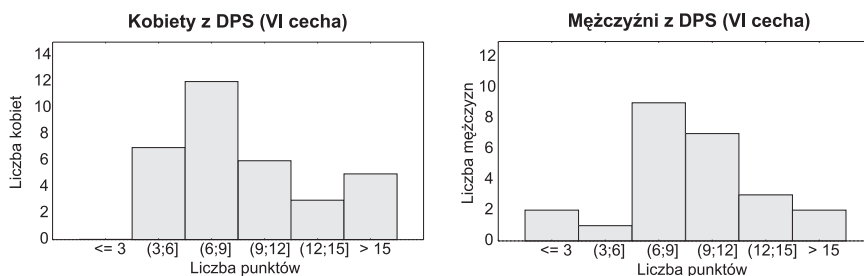 Kobiety z DPS (VI cecha)
14
12
10
8
6
4
2
0
Liczba kobiet
<= 3 (3;6] (6;9] (9;12] (12;15] > 15
Liczba punktów
Mężczyźni z DPS (VI cecha)
12
10
8
6
4
2
0
Liczba mężczyzn
<= 3 (3;6] (6;9] (9;12] (12;15] > 15
Liczba punktów